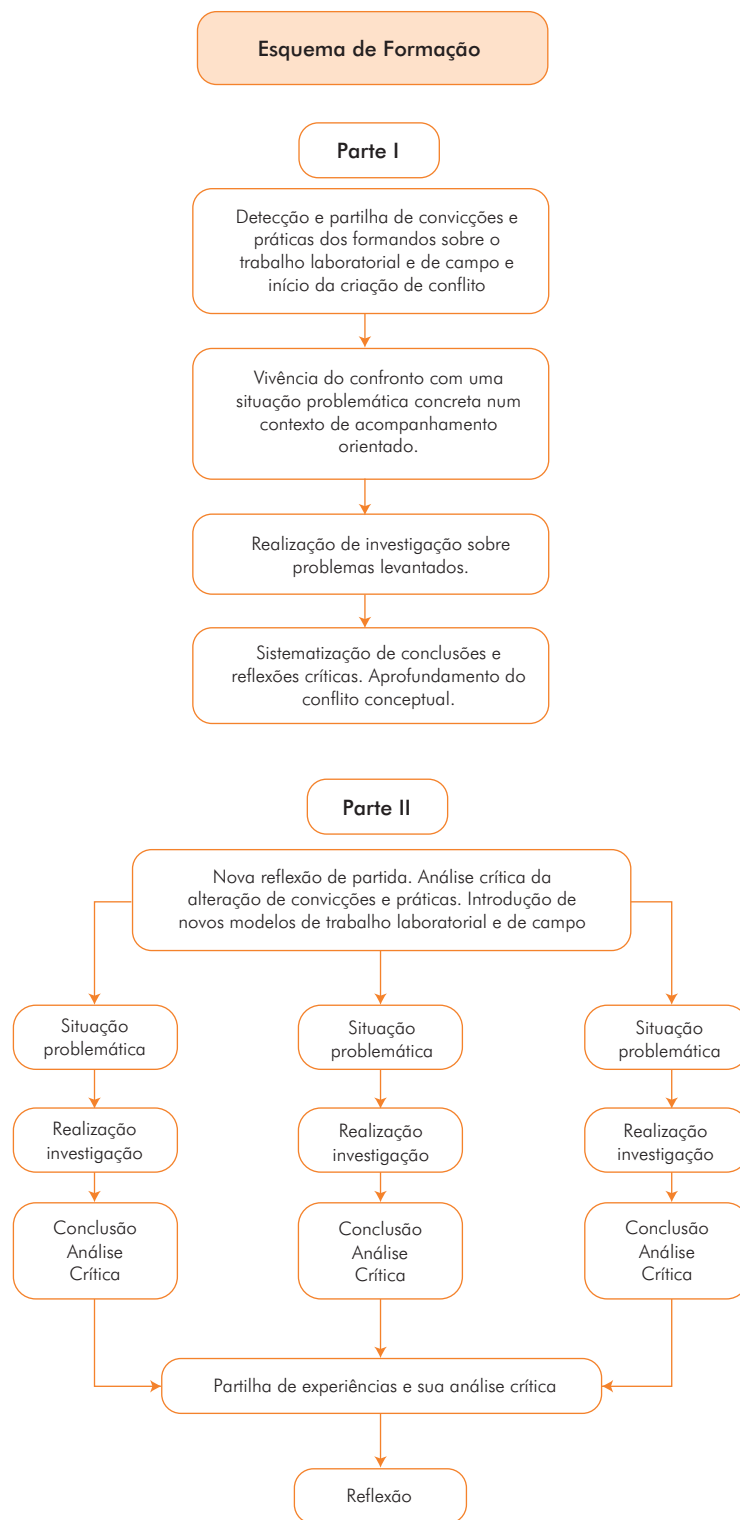 Esquema de Formação
Parte I
Detecção e partilha de convicções e
práticas dos formandos sobre o
trabalho laboratorial e de campo e
início da criação de conflito
Vivência do confronto com uma
situação problemática concreta num
contexto de acompanhamento
orientado.
Realização de investigação sobre
problemas levantados.
Sistematização de conclusões e
reflexões críticas. Aprofundamento do
conflito conceptual.
Parte II
Nova reflexão de partida. Análise crítica da
alteração de convicções e práticas. Introdução de
novos modelos de trabalho laboratorial e de campo
Situação
problemática
Realização
investigação
Conclusão
Análise
Crítica
Situação
problemática
Realização
investigação
Conclusão
Análise
Crítica
Situação
problemática
Realização
investigação
Conclusão
Análise
Crítica
Partilha de experiências e sua análise crítica
Reflexão